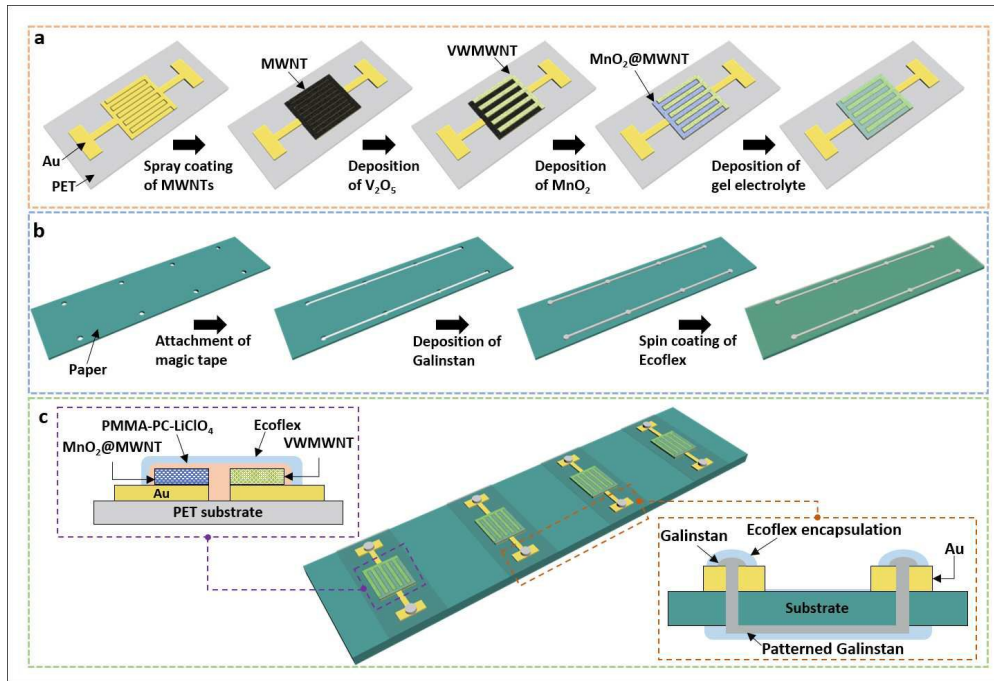 a
MWNT
VWMWNT
MnO₂@MWNT
Au
PET
Spray coating
of MWNTs
Deposition
of V₂O₅
Deposition
of MnO₂
Deposition of
gel electrolyte
b
Paper
Attachment of
magic tape
Deposition of
Galinstan
Spin coating of
Ecoflex
c
PMMA-PC-LiClO₄
Ecoflex
MnO₂@MWNT
VWMWNT
Au
PET substrate
Ecoflex encapsulation
Galinstan
Au
Substrate
Patterned Galinstan